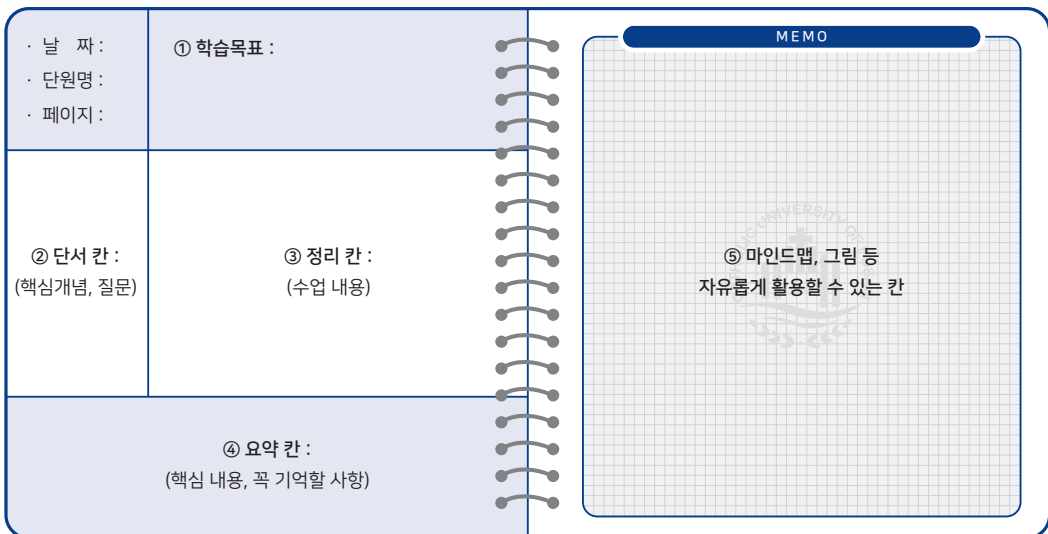 · 날 짜 :
· 단원명 :
· 페이지 :
① 학습목표 :
② 단서 칸 :
(핵심개념, 질문)
③ 정리 칸 :
(수업 내용)
④ 요약 칸 :
(핵심 내용, 꼭 기억할 사항)
MEMO
⑤ 마인드맵, 그림 등
자유롭게 활용할 수 있는 칸